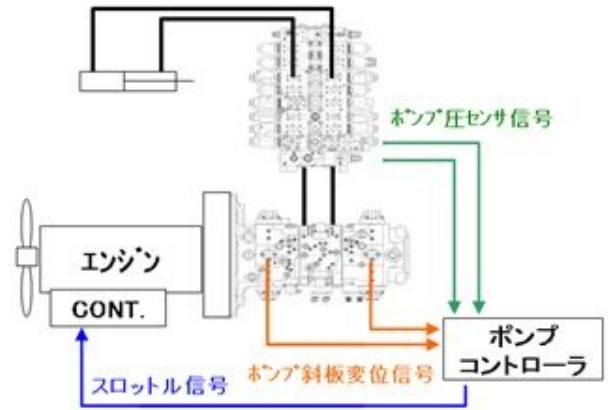 ポンプ圧センサ信号
エンジン
CONT.
ポンプ
コントローラ
スロットル信号
ポンプ斜板変位信号